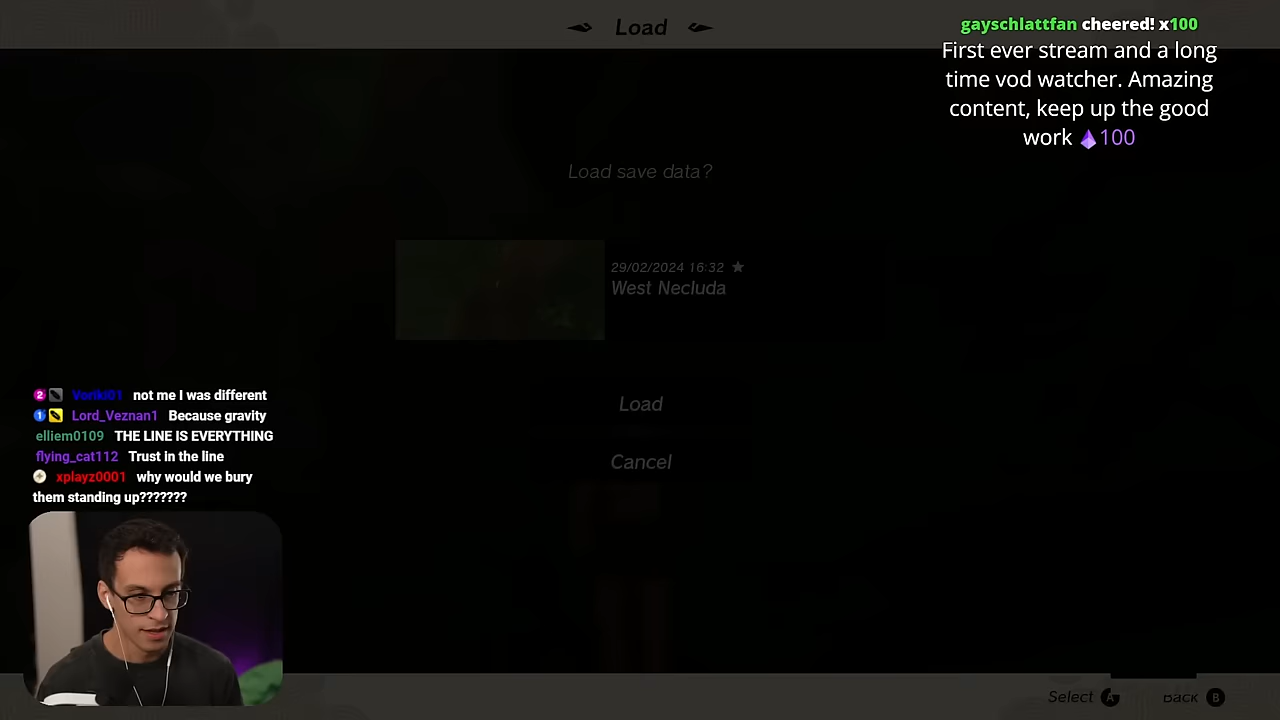 Load
gayschlattfan cheered! x100
First ever stream and a long
time vod watcher. Amazing
content, keep up the good
work 100
Load save data?
29/02/2024 16:32 ★
West Necluda
Load
Cancel
2 Voriki01 not me I was different
1 Lord_Veznan1 Because gravity
elliem0109 THE LINE IS EVERYTHING
flying_cat112 Trust in the line
xplayz0001 why would we bury
them standing up???????
Select A Back B